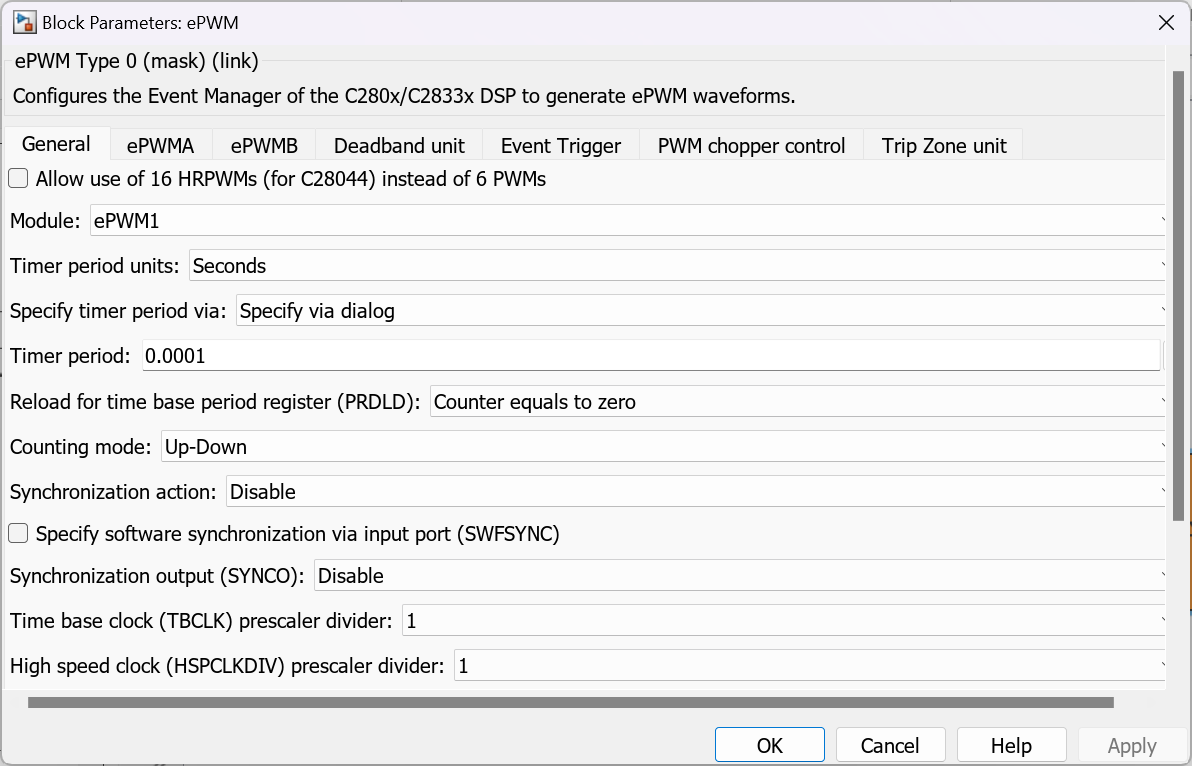 Block Parameters: ePWM
ePWM Type 0 (mask) (link)
Configures the Event Manager of the C280x/C2833x DSP to generate ePWM waveforms.
General ePWMA ePWMB Deadband unit Event Trigger PWM chopper control Trip Zone unit
Allow use of 16 HRPWMs (for C28044) instead of 6 PWMs
Module: ePWM1
Timer period units: Seconds
Specify timer period via: Specify via dialog
Timer period: 0.0001
Reload for time base period register (PRDLD): Counter equals to zero
Counting mode: Up-Down
Synchronization action: Disable
Specify software synchronization via input port (SWFSYNC)
Synchronization output (SYNCO): Disable
Time base clock (TBCLK) prescaler divider: 1
High speed clock (HSPCLKDIV) prescaler divider: 1
OK Cancel Help Apply